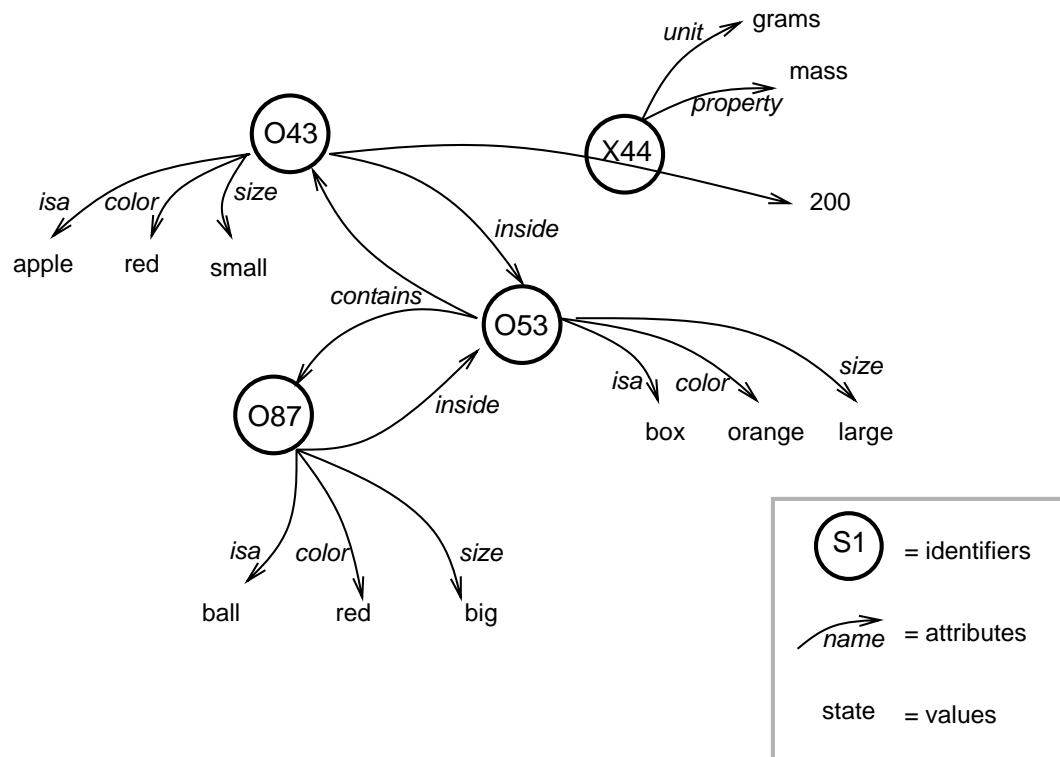 grams
unit
mass
property
O43
X44
isa
color
size
200
apple
red
small
inside
contains
O53
isa
color
size
inside
O87
box
orange
large
isa
color
size
ball
red
big
S1
= identifiers
name
= attributes
state
= values